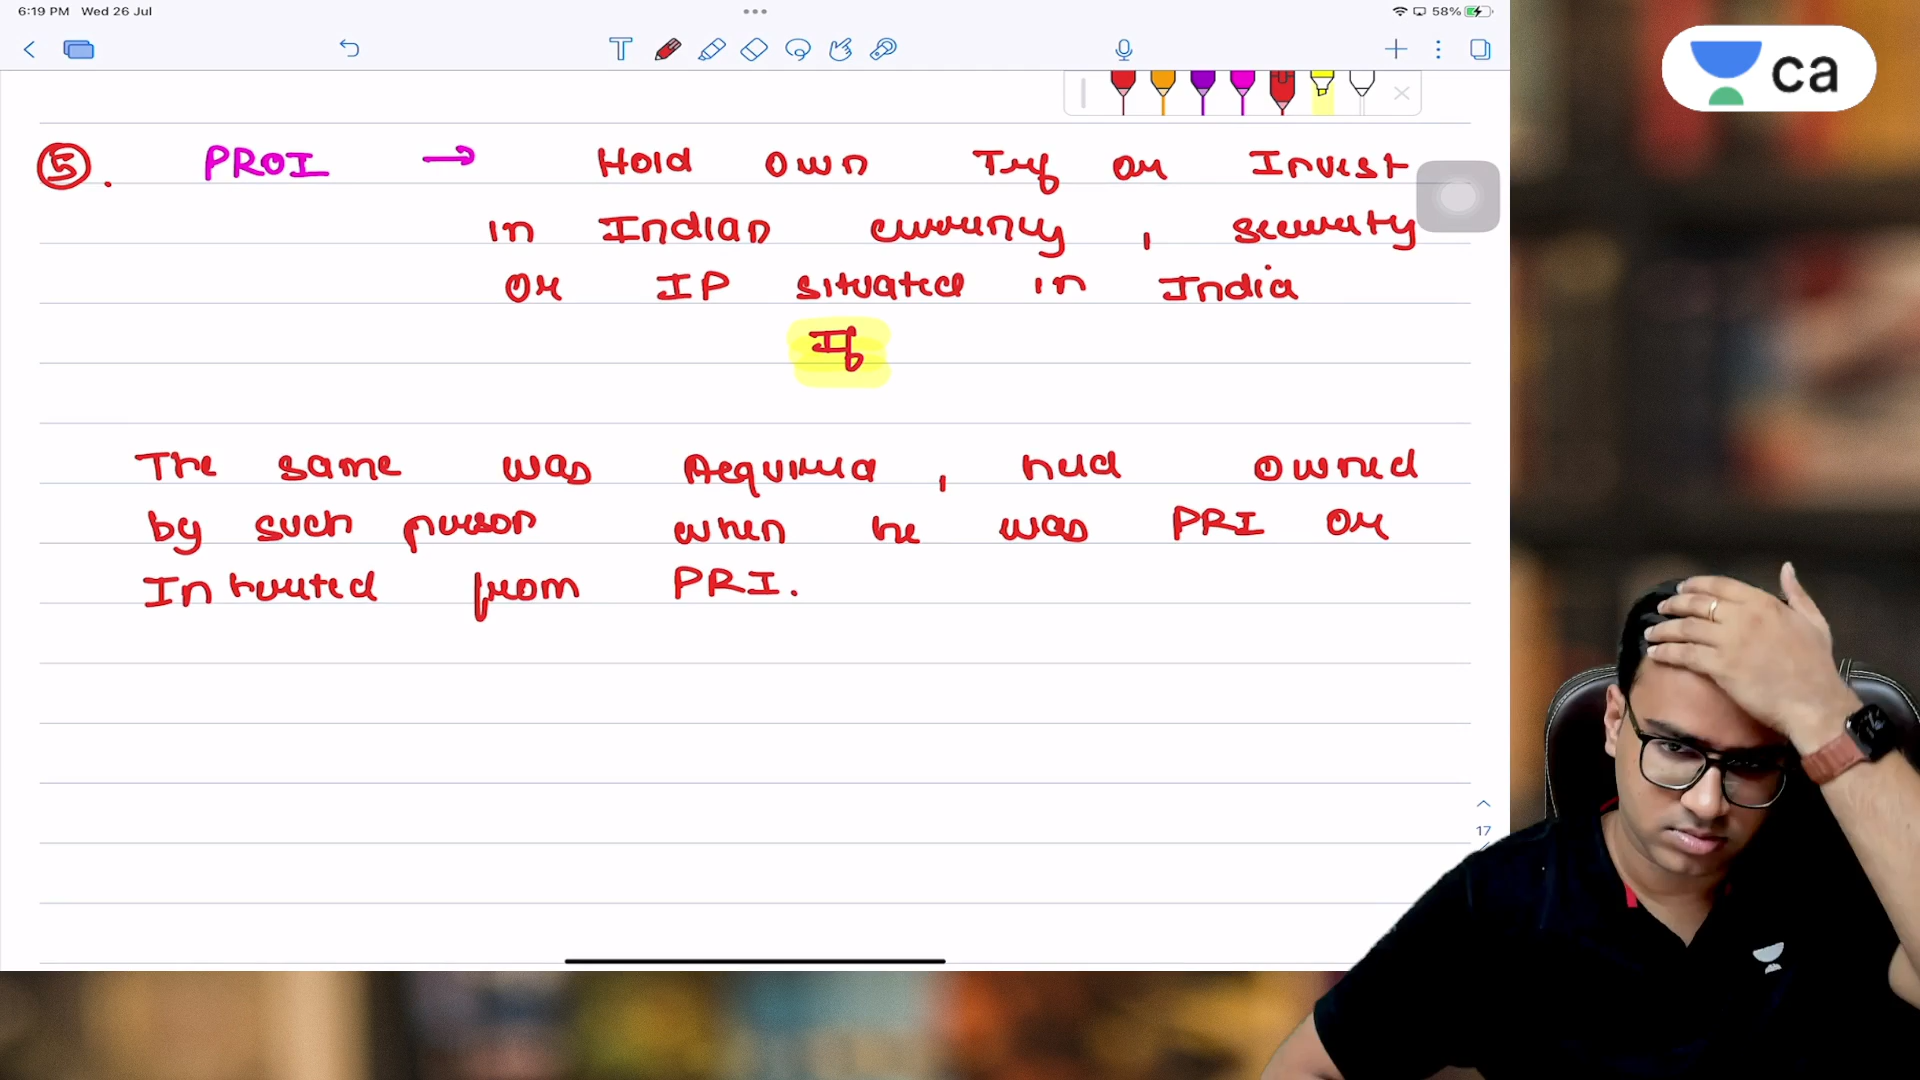 6:19 PM Wed 26 Jul
58%
ca
5. PROI → Hold own Trf or Invest
in Indian currency, security
or IP situated in India
If
The same was Acquired, held owned
by such person when he was PRI or
Inherited from PRI.
17